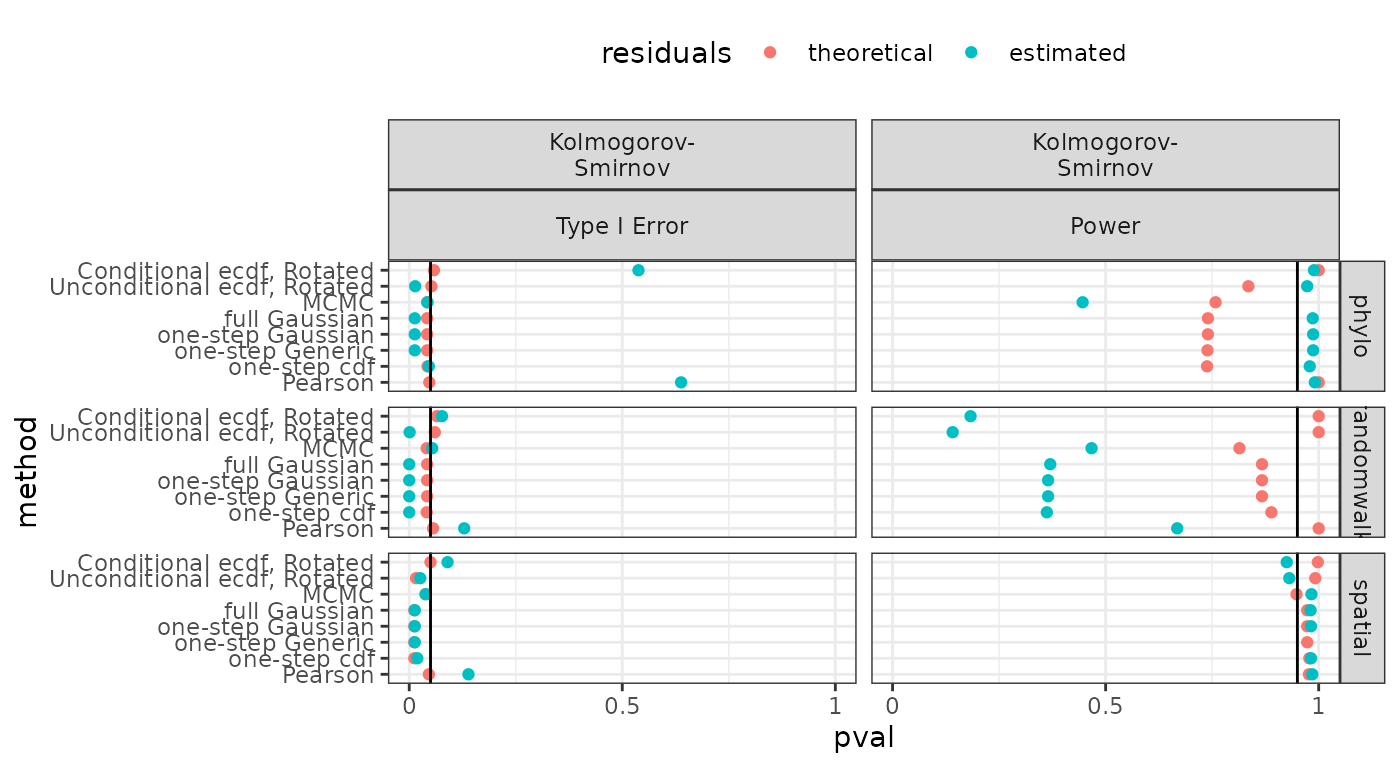 residuals theoretical estimated
Kolmogorov-
Smirnov
Kolmogorov-
Smirnov
Type I Error
Power
method
Conditional ecdf, Rotated
Unconditional ecdf, Rotated
MCMC
full Gaussian
one-step Gaussian
one-step Generic
one-step cdf
Pearson
phylo
Conditional ecdf, Rotated
Unconditional ecdf, Rotated
MCMC
full Gaussian
one-step Gaussian
one-step Generic
one-step cdf
Pearson
andomwalk
Conditional ecdf, Rotated
Unconditional ecdf, Rotated
MCMC
full Gaussian
one-step Gaussian
one-step Generic
one-step cdf
Pearson
spatial
0 0.5 1
0 0.5 1
pval